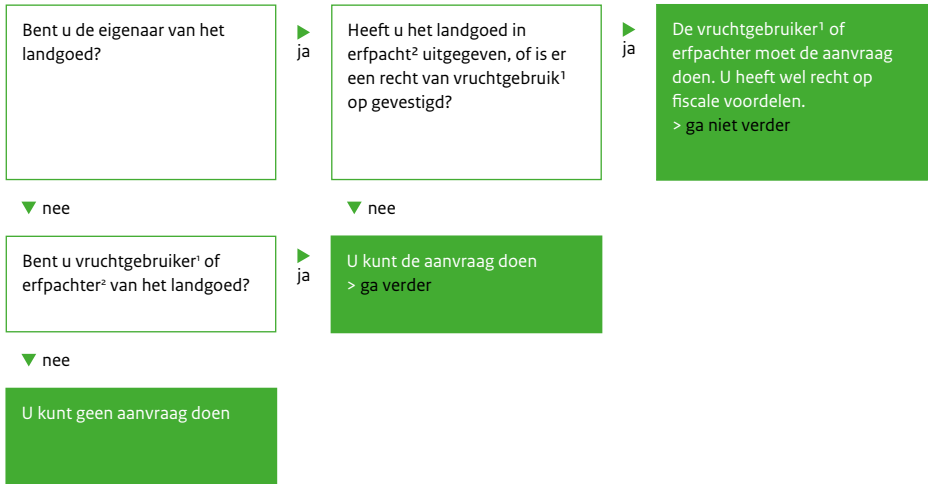 Bent u de eigenaar van het
landgoed?
ja
Heeft u het landgoed in
erfpacht² uitgegeven, of is er
een recht van vruchtgebruik¹
op gevestigd?
ja
De vruchtgebruiker¹ of
erfpachter moet de aanvraag
doen. U heeft wel recht op
fiscale voordelen.
> ga niet verder
nee
nee
Bent u vruchtgebruiker¹ of
erfpachter² van het landgoed?
ja
U kunt de aanvraag doen
> ga verder
nee
U kunt geen aanvraag doen